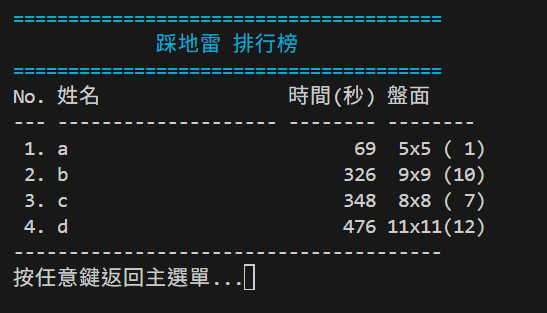 =======================================
踩地雷 排行榜
=======================================
No. 姓名 時間(秒) 盤面
--- -------------------- -------- --------
1. a 69 5x5 ( 1)
2. b 326 9x9 (10)
3. c 348 8x8 ( 7)
4. d 476 11x11(12)
---------------------------------------
按任意鍵返回主選單...